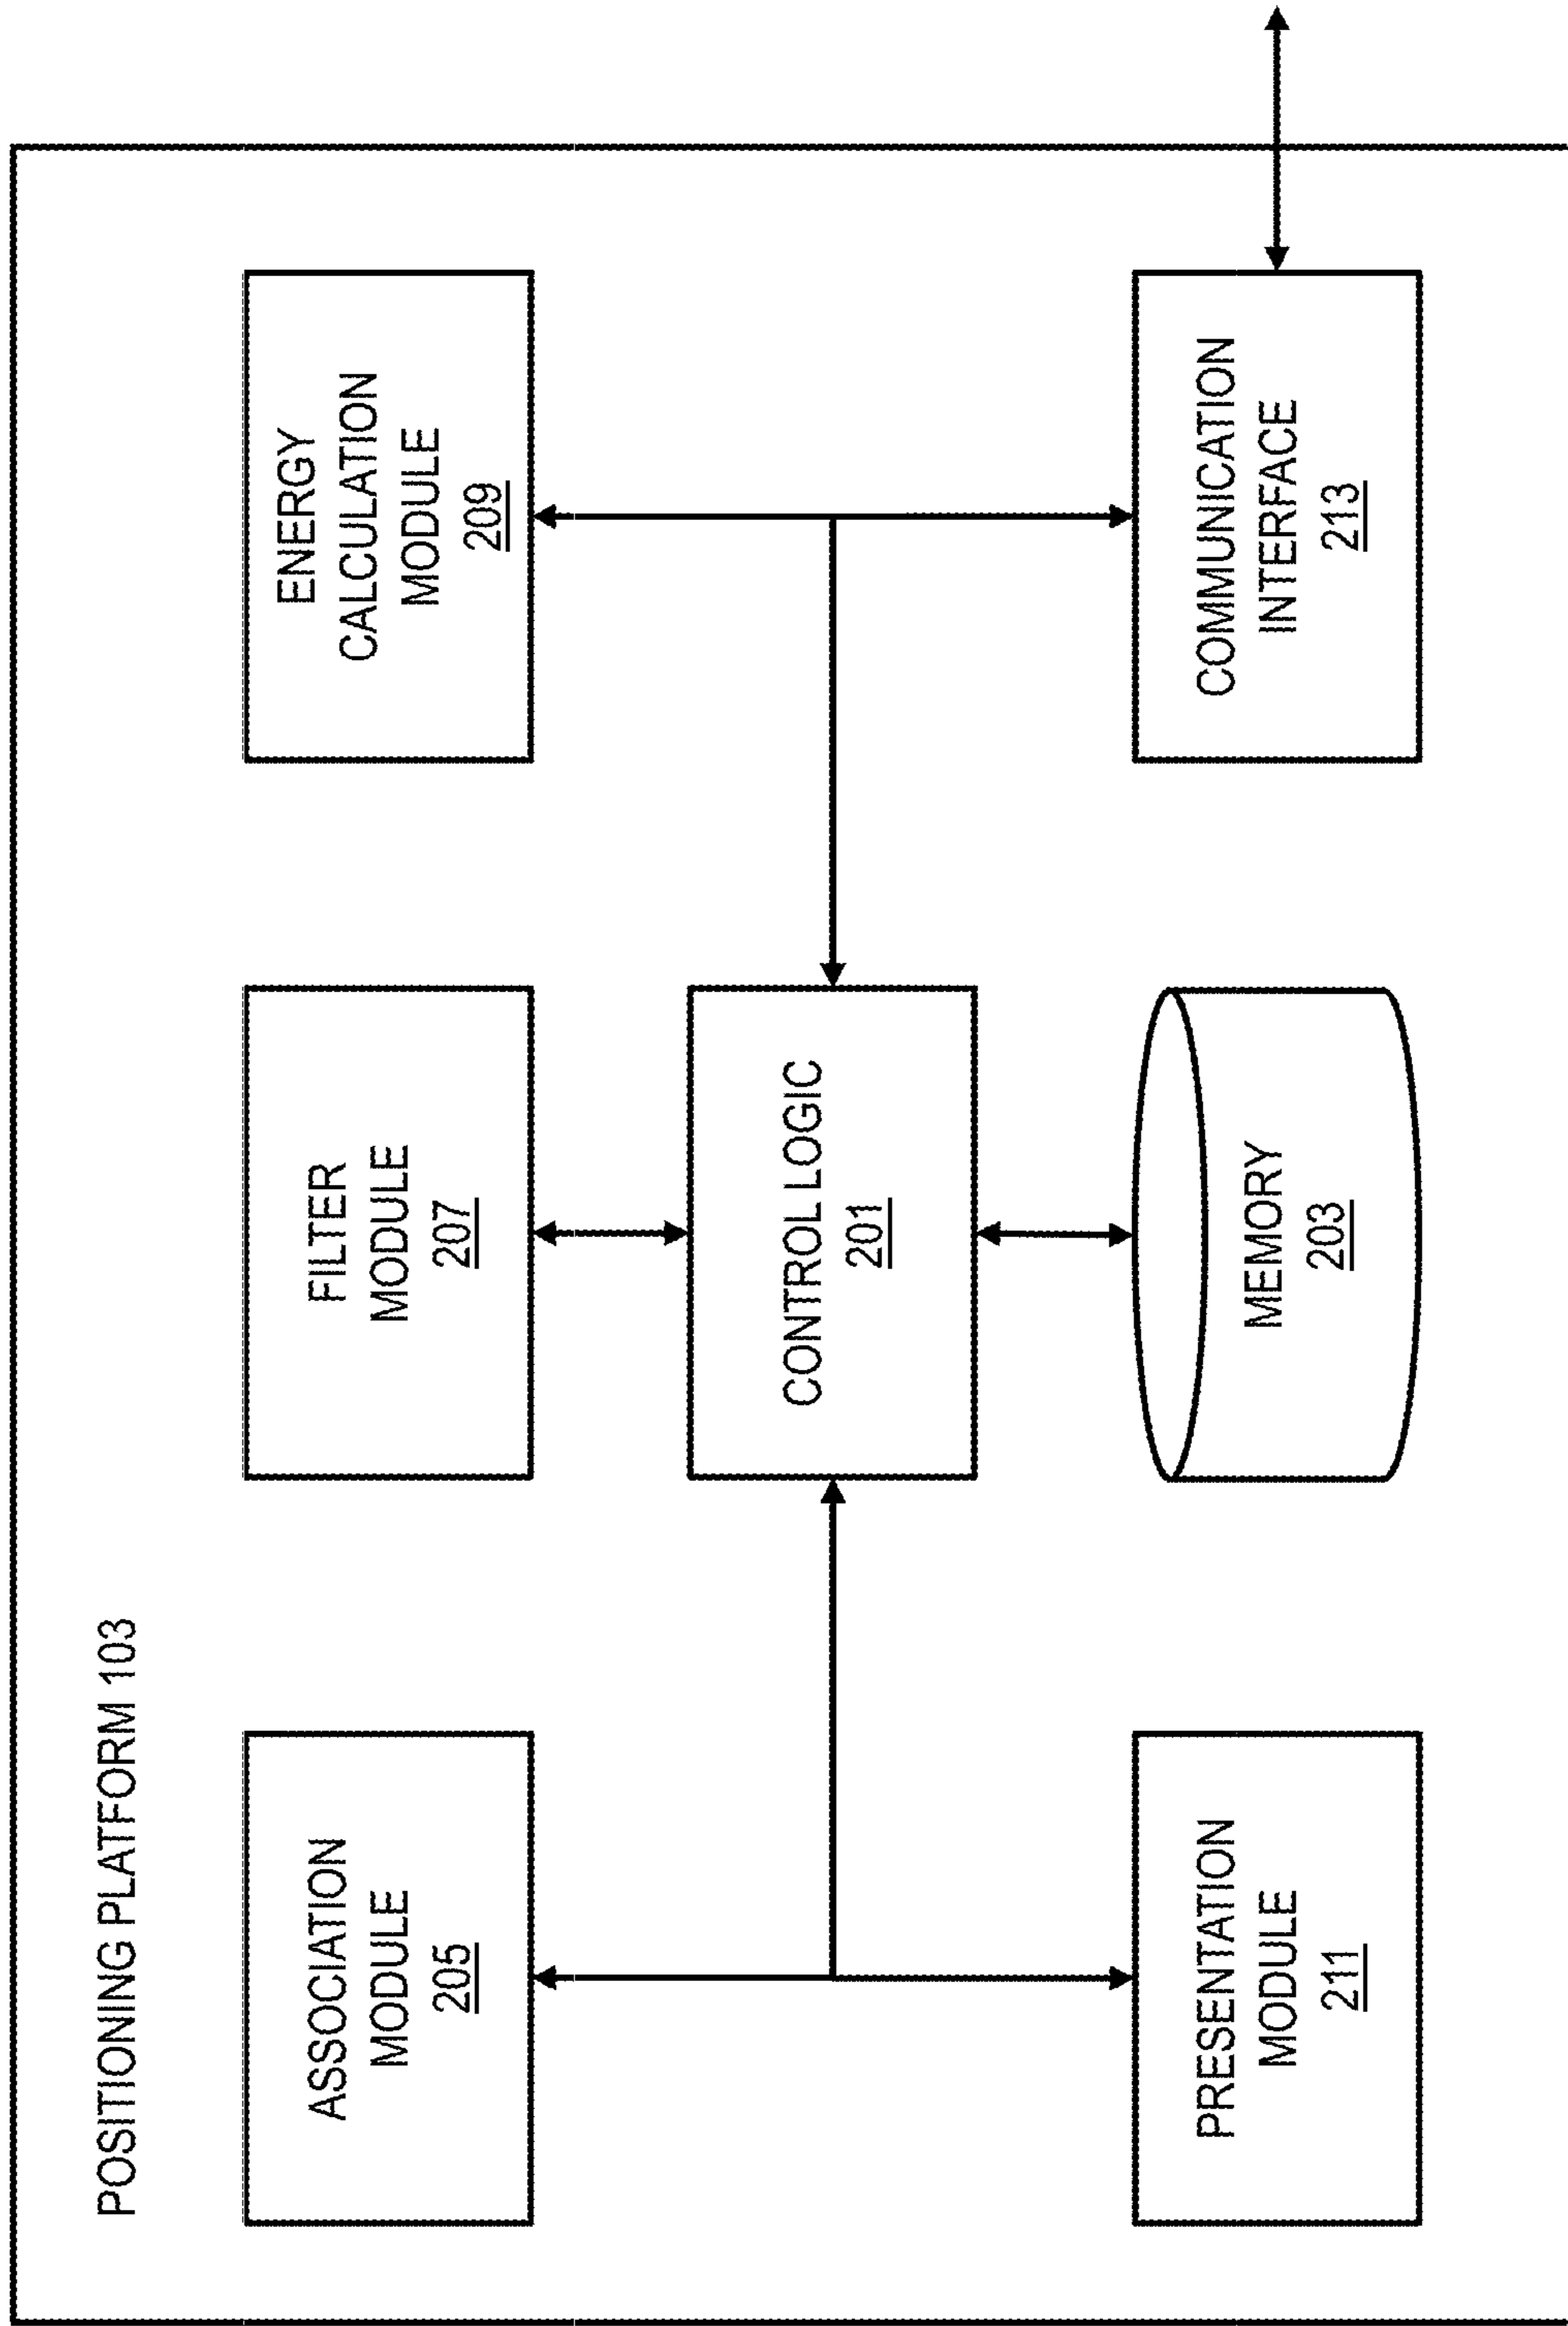 POSITIONING PLATFORM 103
ASSOCIATION
MODULE
205
FILTER
MODULE
207
ENERGY
CALCULATION
MODULE
209
CONTROL LOGIC
201
PRESENTATION
MODULE
211
MEMORY
203
COMMUNICATION
INTERFACE
213